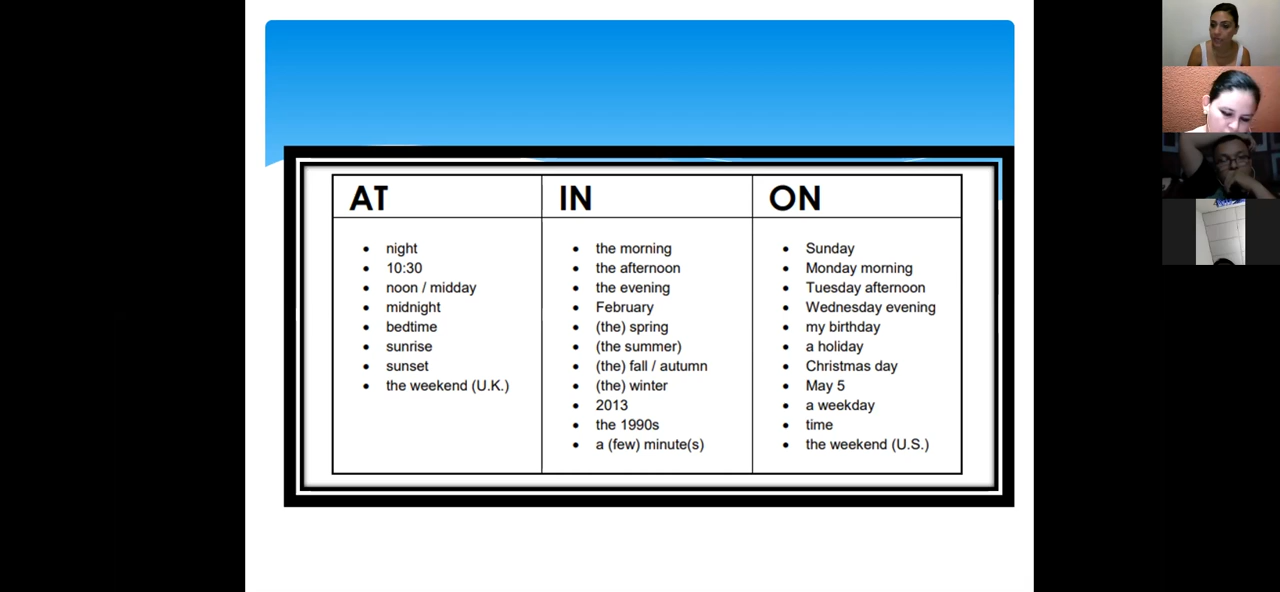 AT
IN
ON
night
10:30
noon / midday
midnight
bedtime
sunrise
sunset
the weekend (U.K.)
the morning
the afternoon
the evening
February
(the) spring
(the summer)
(the) fall / autumn
(the) winter
2013
the 1990s
a (few) minute(s)
Sunday
Monday morning
Tuesday afternoon
Wednesday evening
my birthday
a holiday
Christmas day
May 5
a weekday
time
the weekend (U.S.)